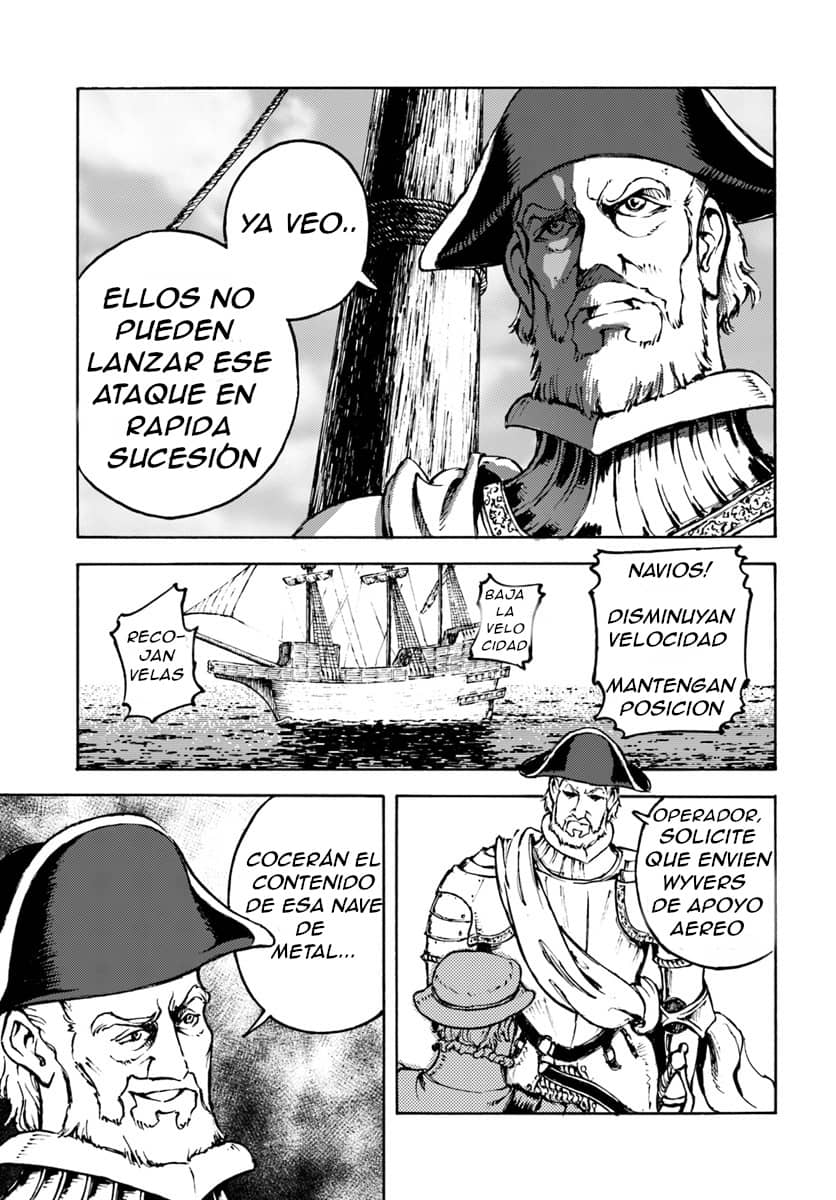 YA VEO..
ELLOS NO
PUEDEN
LANZAR ESE
ATAQUE EN
RAPIDA
SUCESIÓN
NAVIOS!
DISMINUYAN
VELOCIDAD
MANTENGAN
POSICION
BAJA
LA
VELO
CIDAD
RECO-
JAN
VELAS
OPERADOR,
SOLICITE
QUE ENVIEN
WYVERS
DE APOYO
AEREO
COCERÁN EL
CONTENIDO
DE ESA NAVE
DE
METAL...